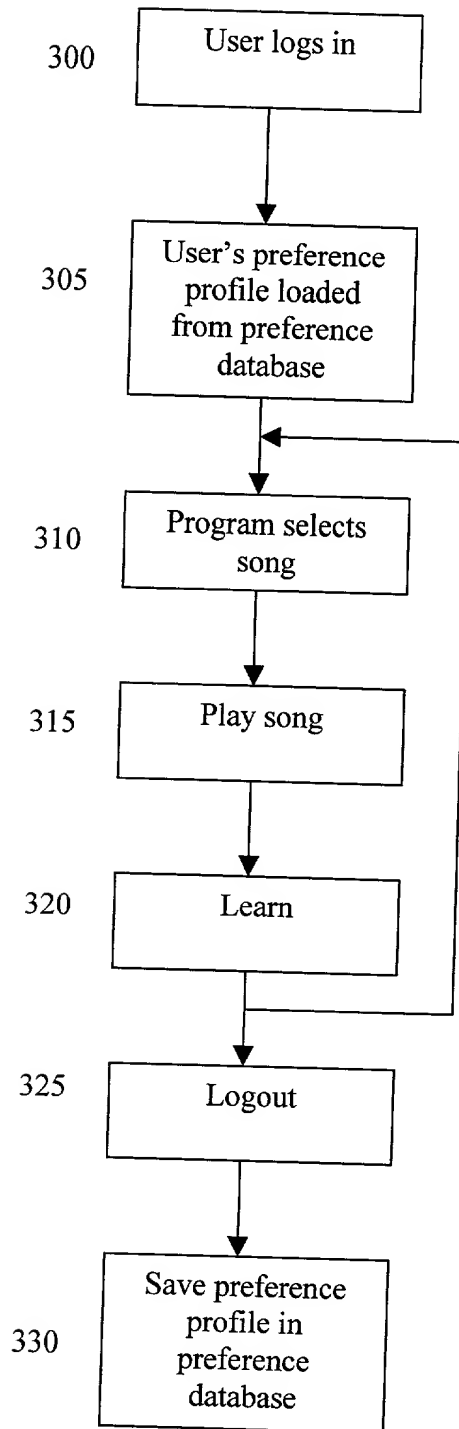 300
User logs in
305
User's preference
profile loaded
from preference
database
310
Program selects
song
315
Play song
320
Learn
325
Logout
330
Save preference
profile in
preference
database